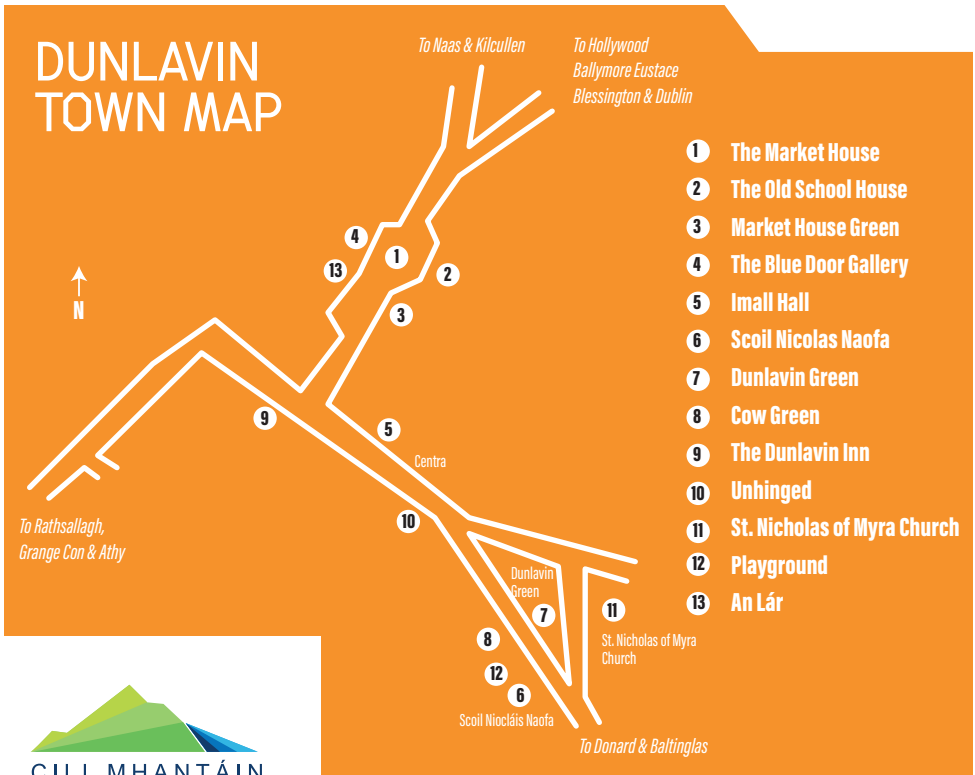 DUNLAVIN
TOWN MAP
To Naas & Kilcullen
To Hollywood
Ballymore Eustace
Blessington & Dublin
N
4
13
1
2
3
9
5
Centra
10
To Rathsallagh,
Grange Con & Athy
Dunlavin
Green
7
11
St. Nicholas of Myra
Church
8
12
6
Scoil Niocláis Naofa
To Donard & Baltinglas
1 The Market House
2 The Old School House
3 Market House Green
4 The Blue Door Gallery
5 Imall Hall
6 Scoil Nicolas Naofa
7 Dunlavin Green
8 Cow Green
9 The Dunlavin Inn
10 Unhinged
11 St. Nicholas of Myra Church
12 Playground
13 An Lár
CILL MHANTÁIN